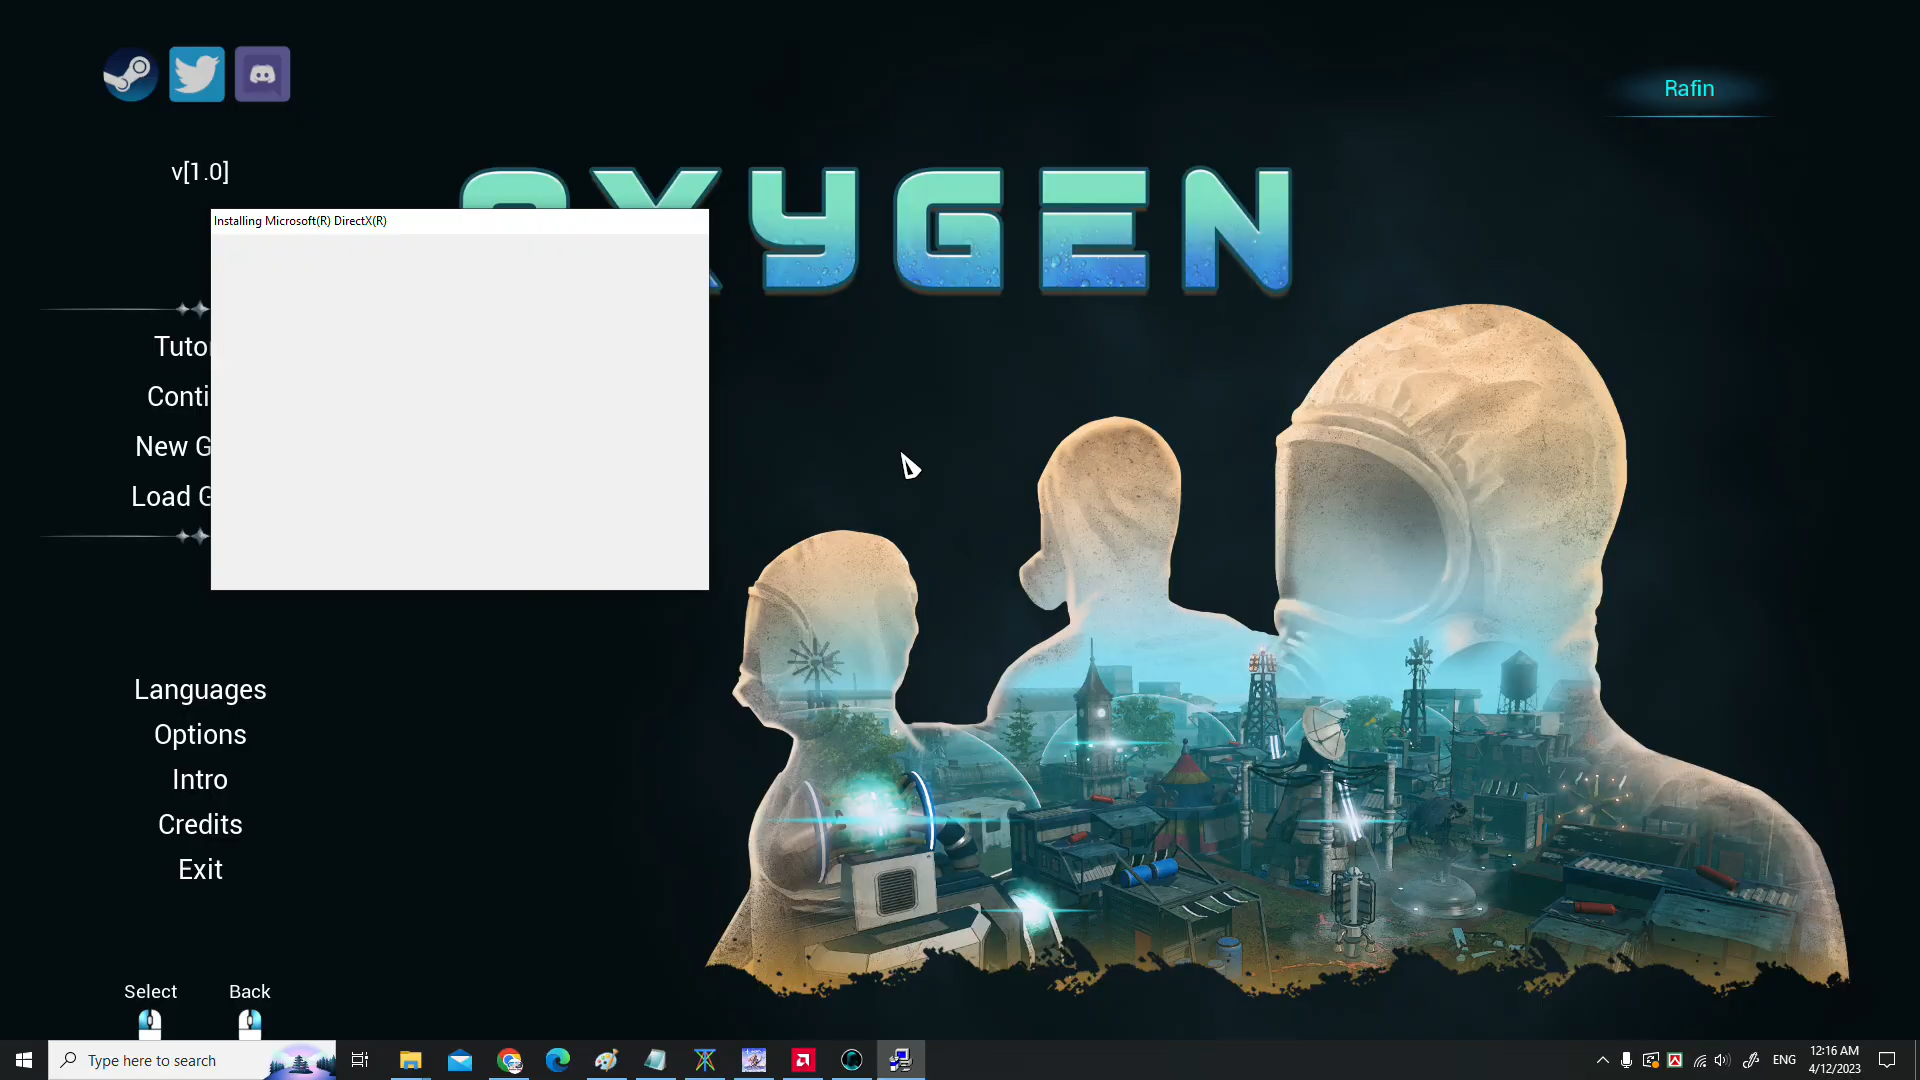 Rafin
v[1.0]
OXYGEN
Installing Microsoft(R) DirectX(R)
Tuto
Conti
New G
Load G
Languages
Options
Intro
Credits
Exit
Select Back
Type here to search
ENG
12:16 AM
4/12/2023